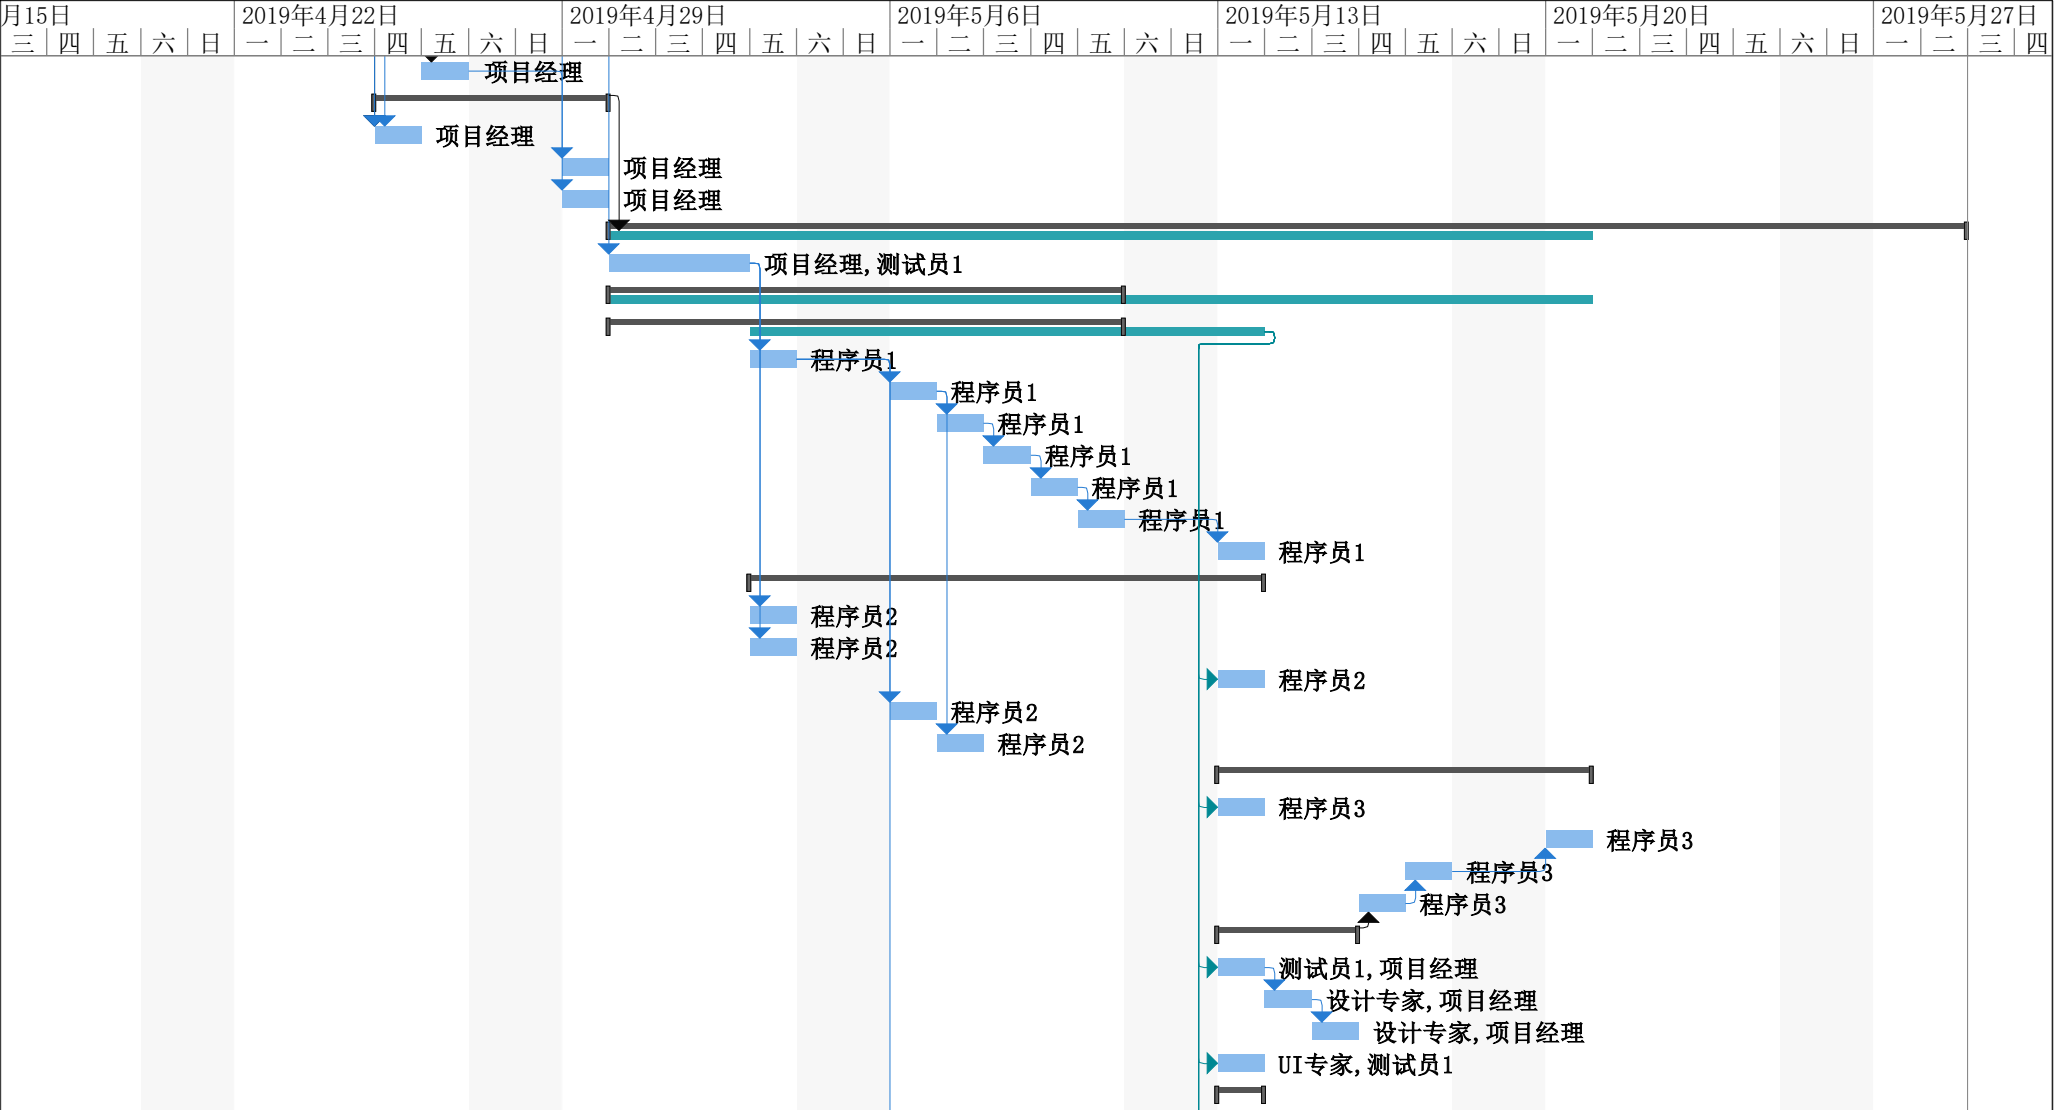 月15日 2019年4月22日 2019年4月29日 2019年5月6日 2019年5月13日 2019年5月20日 2019年5月27日
三 四 五 六 日 一 二 三 四 五 六 日 一 二 三 四 五 六 日 一 二 三 四 五 六 日 一 二 三 四 五 六 日 一 二 三 四 五 六 日 一 二 三 四
项目经理
项目经理
项目经理
项目经理
项目经理,测试员1
程序员1
程序员1
程序员1
程序员1
程序员1
程序员1
程序员1
程序员2
程序员2
程序员2
程序员2
程序员2
程序员3
程序员3
程序员3
程序员3
测试员1,项目经理
设计专家,项目经理
设计专家,项目经理
UI专家,测试员1